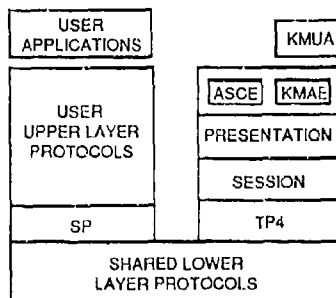 USER
APPLICATIONS
KMUA
USER
UPPER LAYER
PROTOCOLS
ASCE
KMAE
PRESENTATION
SESSION
SP
TP4
SHARED LOWER
LAYER PROTOCOLS